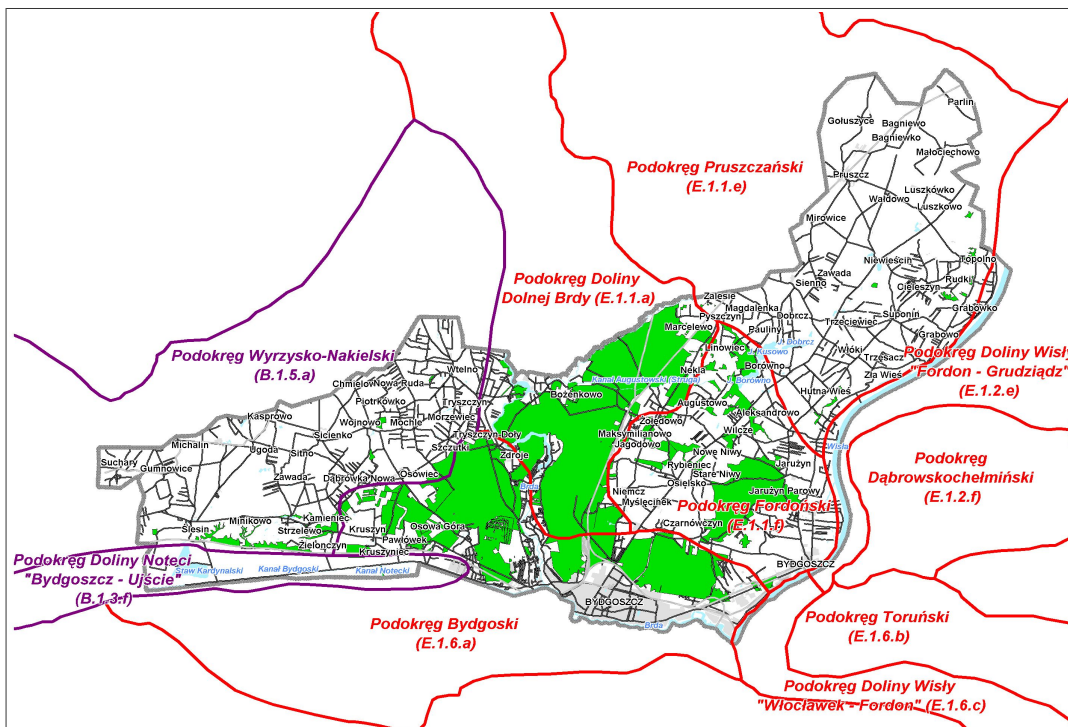 Parlin
Gołuszyce
Bagniewo
Bagniewko
Małociechowo
Podokręg Pruszczański
(E.1.1.e)
Pruszcz
Luszkówko
Wałdowo
Luszkowo
Mirowice
Niewieścin
Topolno
Zawada
Rudki
Sienno
Cieleszyn
Podokręg Doliny
Dolnej Brdy (E.1.1.a)
Zalesie
Magdalenka
Grabówko
Pyszczyn
Dobrcz
Suponin
Marcelewo
Pauliny
Trzeciewiec
Grabowo
Linowiec
J. Dobrcz
Włóki
J. Kusowo
Trzęsacz
Podokręg Doliny Wisły
"Fordon - Grudziądz"
(E.1.2.e)
Podokręg Wyrzysko-Nakielski
(B.1.5.a)
Wtelno
Nekla
Borówno
Zła Wieś
Kanał Augustowski (Struga)
J. Borówno
Chmielewo
Nowa Ruda
Bożenkowo
Hutna Wieś
Piotrkówko
Tryszczyn
Augustowo
Kasprowo
Morzewiec
Aleksandrowo
Wojnowo
Mochle
Żołędowo
Wilcze
Sicienko
Tryszczyn-Doły
Maksymilianowo
Michalin
Ugoda
Szczutki
Jagodowo
Wisła
Sitno
Zdroje
Nowe Niwy
Suchary
Gumnowice
Osówiec
Rybieniec
Jarużyn
Podokręg
Dąbrowskochełmiński
(E.1.2.f)
Zawada
Dąbrówka Nowa
Stare Niwy
Osielsko
Brda
Niemcz
Jarużyn Parowy
Myślęcinek
Podokręg Fordoński
(E.1.1.f)
Kamieniec
Osowa Góra
Minikowo
Ślesin
Strzelewo
Kruszyn
Czarnówczyn
Pawłówek
Zielonczyn
Kruszyniec
Podokręg Doliny Noteci
"Bydgoszcz - Ujście"
(B.1.3.f)
Staw Kardynalski
Kanał Bydgoski
Kanał Notecki
BYDGOSZCZ
BYDGOSZCZ
Podokręg Bydgoski
(E.1.6.a)
Brda
Podokręg Toruński
(E.1.6.b)
Podokręg Doliny Wisły
"Włocławek - Fordon" (E.1.6.c)